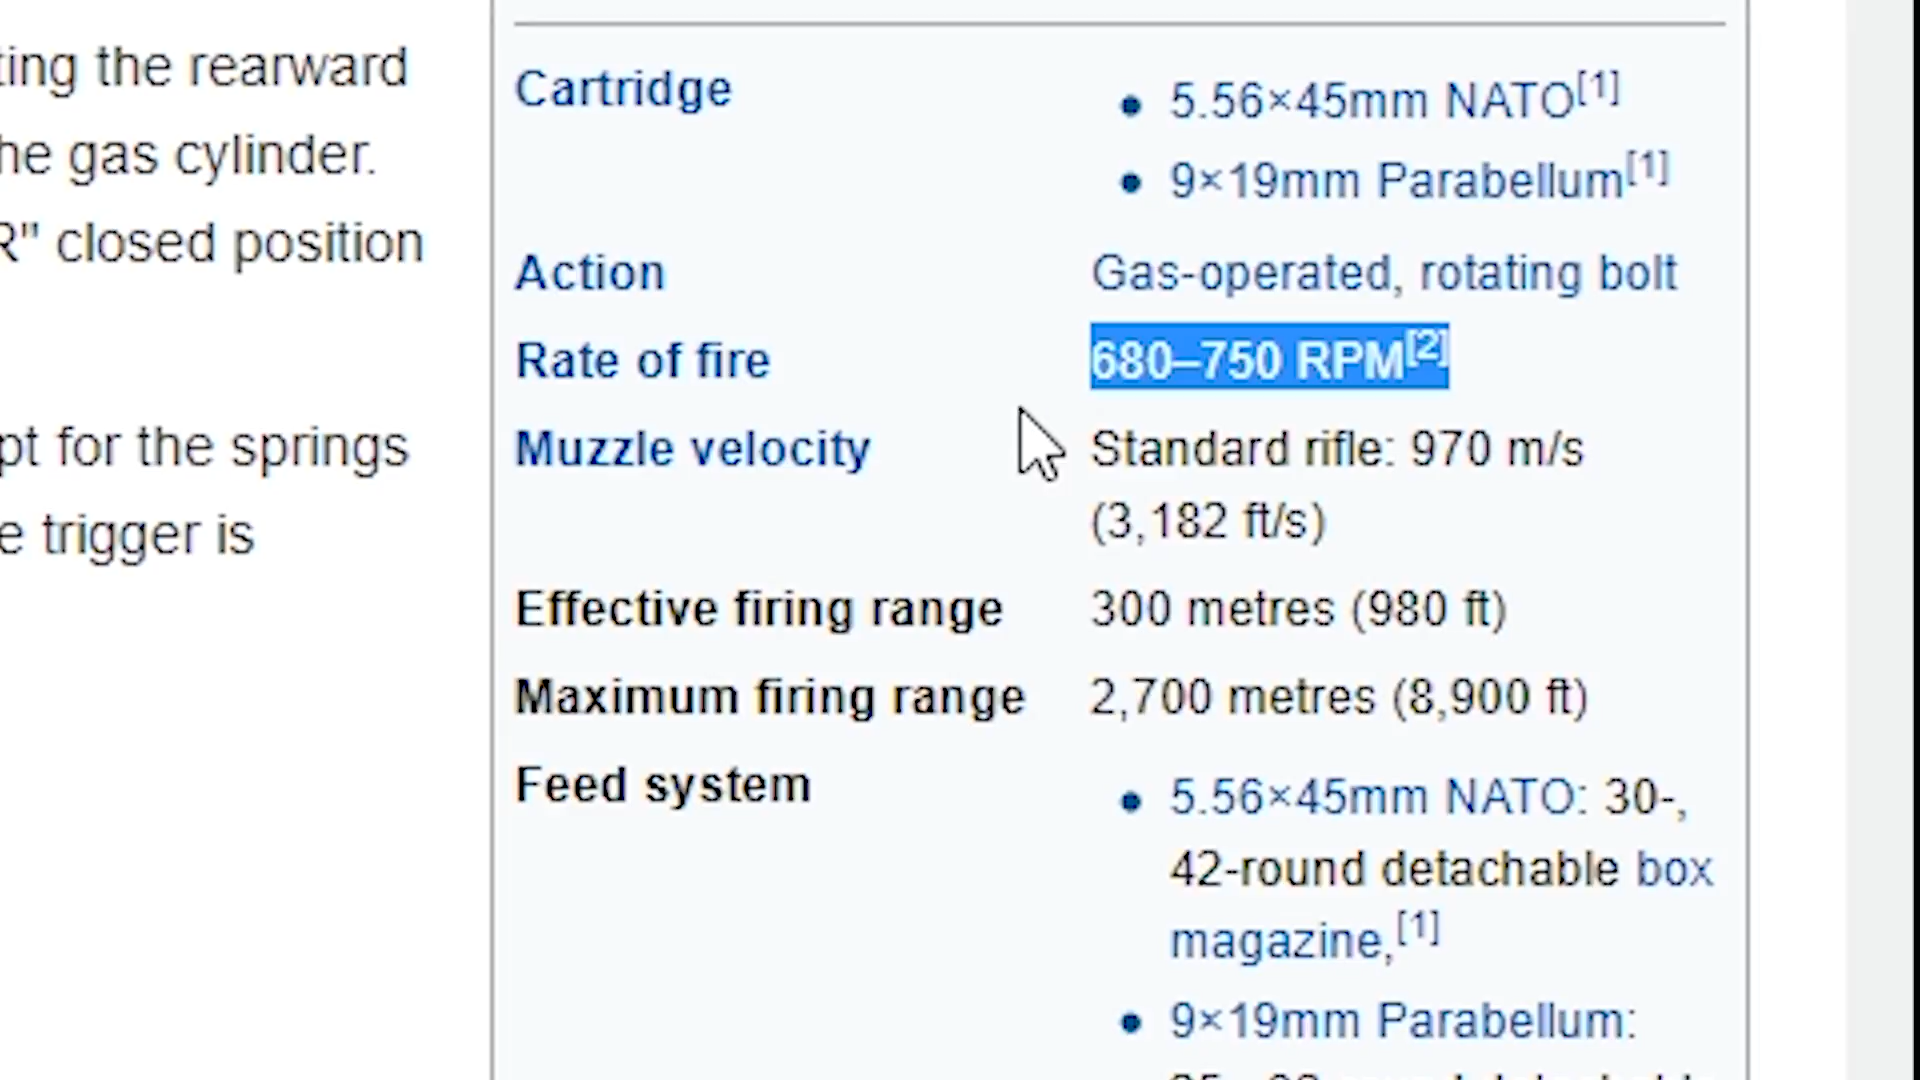 ting the rearward
he gas cylinder.
R" closed position
pt for the springs
e trigger is
Cartridge
5.56×45mm NATO[1]
9×19mm Parabellum[1]
Action
Gas-operated, rotating bolt
Rate of fire
680–750 RPM[2]
Muzzle velocity
Standard rifle: 970 m/s
(3,182 ft/s)
Effective firing range
300 metres (980 ft)
Maximum firing range
2,700 metres (8,900 ft)
Feed system
5.56×45mm NATO: 30-,
42-round detachable box
magazine,[1]
9×19mm Parabellum: